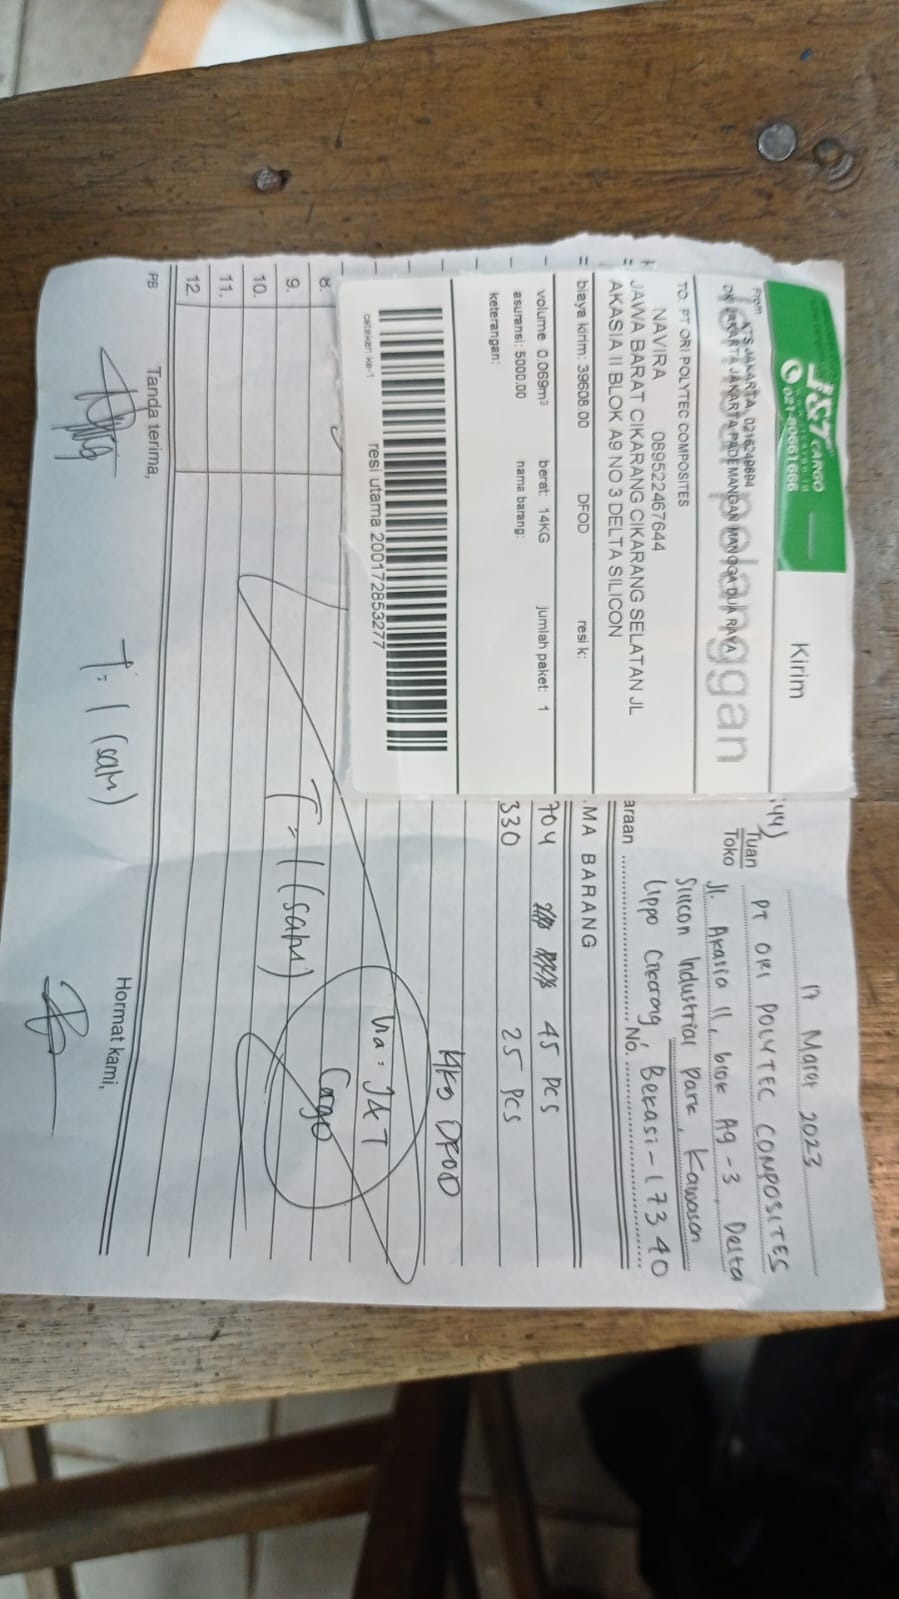 J&T CARGO
021-80661666
Kirim
From ATS JAKARTA, 0216249694
DKI JAKARTA JAKARTA PADEMANGAN MANGGA DUA RAYA
pelanggan
TO: PT ORI POLYTEC COMPOSITES
NAVIRA 089522467644
JAWA BARAT CIKARANG CIKARANG SELATAN JL
AKASIA II BLOK A9 NO 3 DELTA SILICON
biaya kirim: 39608.00 DFOD resi k:
volume 0.069m³ berat: 14KG jumlah paket: 1
asuransi: 5000.00 nama barang:
keterangan:
resi utama 200172853277
cetakan ke-1
17 Maret 2023
44)
Tuan
Toko
PT ORI POLYTEC COMPOSITES
Jl. Akasia II, blok A9-3, Delta
Silicon Industrial Park, Kawasan
Lippo Cikarang, Bekasi-17340
araan No.
MA BARANG
704 45 Pcs
330 25 Pcs
14KG DFOD
Via : J&T
Cargo
T = 1 (satu)
8.
9.
10.
11.
12.
PB Tanda terima, Hormat kami,
T = 1 (satu)